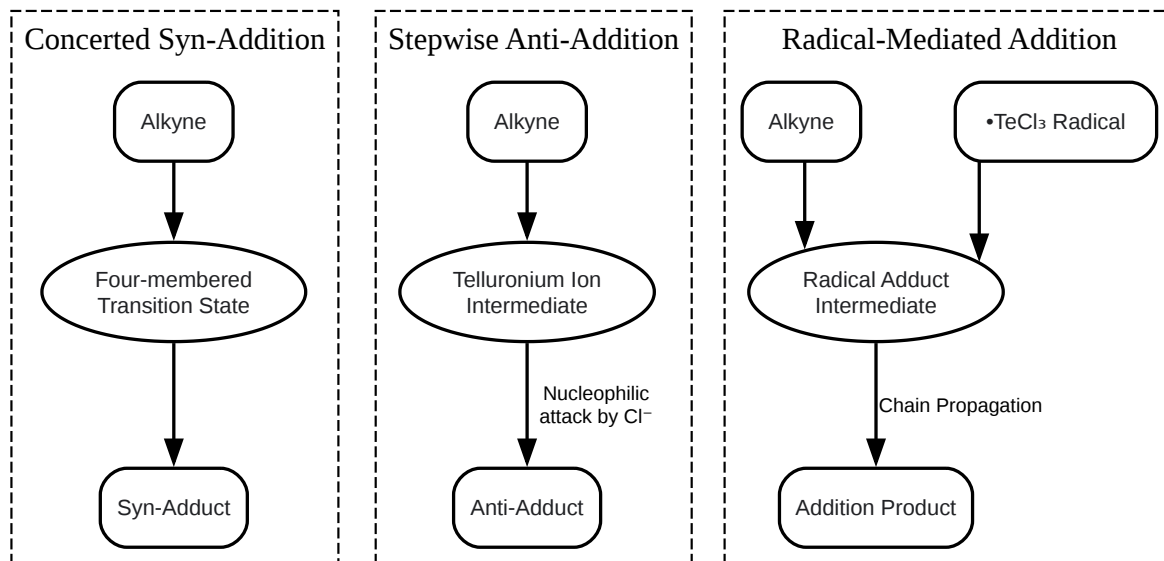 Concerted Syn-Addition
Alkyne
Four-membered
Transition State
Syn-Adduct
Stepwise Anti-Addition
Alkyne
Telluronium Ion
Intermediate
Nucleophilic
attack by Cl⁻
Anti-Adduct
Radical-Mediated Addition
Alkyne
•TeCl₃ Radical
Radical Adduct
Intermediate
Chain Propagation
Addition Product